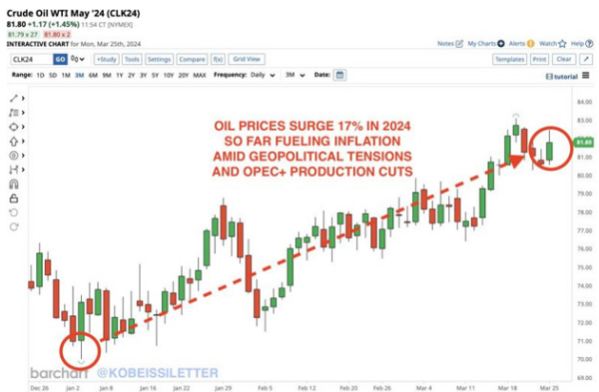 Crude Oil WTI May '24 (CLK24)
81.80 +1.17 (+1.45%) 11:54 CT [NYMEX]
81.79 x 27 81.80 x 2
INTERACTIVE CHART for Mon, Mar 25th, 2024
Notes My Charts Alerts Watch Help
CLK24 GO +Study Tools Settings Compare f(x) Grid View Templates Print Clear
Range: 1D 5D 1M 3M 6M 9M 1Y 2Y 3Y 5Y 10Y 20Y MAX Frequency: Daily 3M Date: tutorial
OIL PRICES SURGE 17% IN 2024
SO FAR FUELING INFLATION
AMID GEOPOLITICAL TENSIONS
AND OPEC+ PRODUCTION CUTS
84.00
83.00
82.00
81.80
81.00
80.00
79.00
78.00
77.00
76.00
75.00
74.00
73.00
72.00
71.00
70.00
69.00
barchart @KOBEISSILETTER
Dec 26 Jan 2 Jan 8 Jan 16 Jan 22 Jan 29 Feb 5 Feb 12 Feb 20 Feb 26 Mar 4 Mar 11 Mar 18 Mar 25